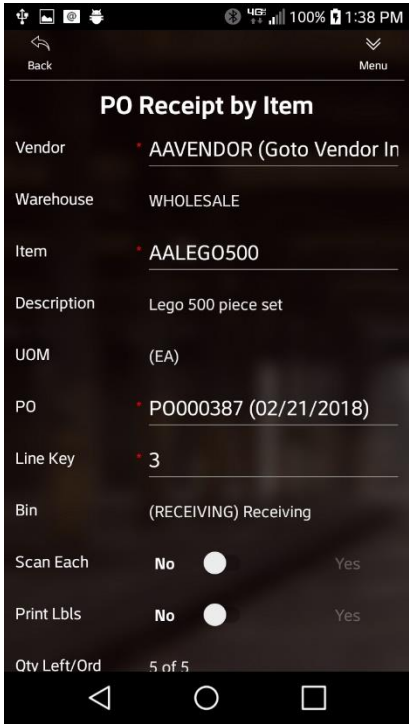 4GE 100% 1:38 PM
Back Menu
PO Receipt by Item
Vendor * AAVENDOR (Goto Vendor In
Warehouse WHOLESALE
Item * AALEGO500
Description Lego 500 piece set
UOM (EA)
PO * PO000387 (02/21/2018)
Line Key * 3
Bin (RECEIVING) Receiving
Scan Each No Yes
Print Lbls No Yes
Qty Left/Ord 5 of 5